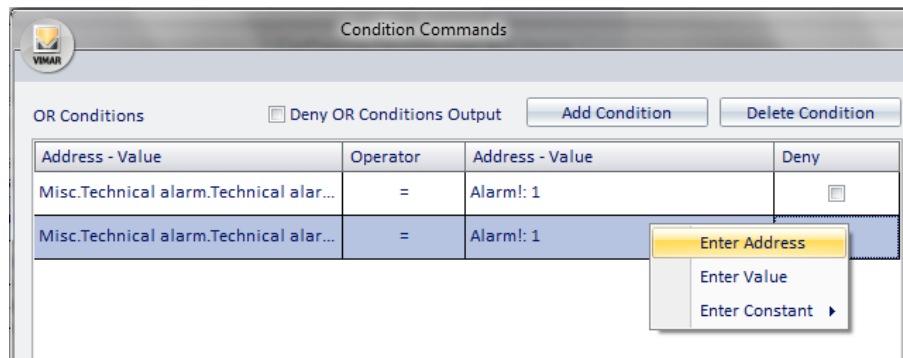 Condition Commands
VIMAR
OR Conditions Deny OR Conditions Output Add Condition Delete Condition
Address - Value Operator Address - Value Deny
Misc.Technical alarm.Technical alar... = Alarm!: 1
Misc.Technical alarm.Technical alar... = Alarm!: 1
Enter Address
Enter Value
Enter Constant